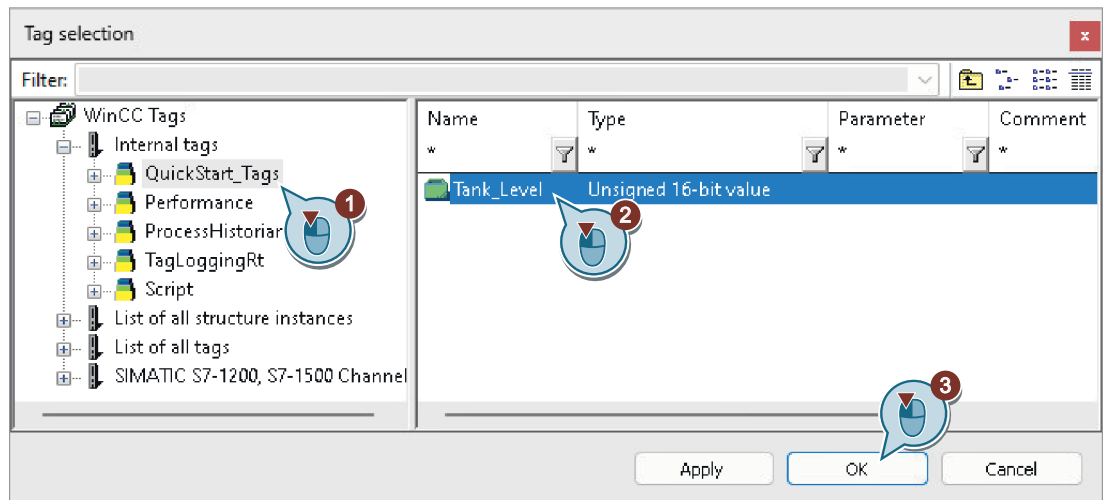 Tag selection
x
Filter:
WinCC Tags
Internal tags
QuickStart_Tags
Performance
ProcessHistorian
TagLoggingRt
Script
List of all structure instances
List of all tags
SIMATIC S7-1200, S7-1500 Channel
Name Type Parameter Comment
* * * *
Tank_Level Unsigned 16-bit value
1
2
3
Apply OK Cancel